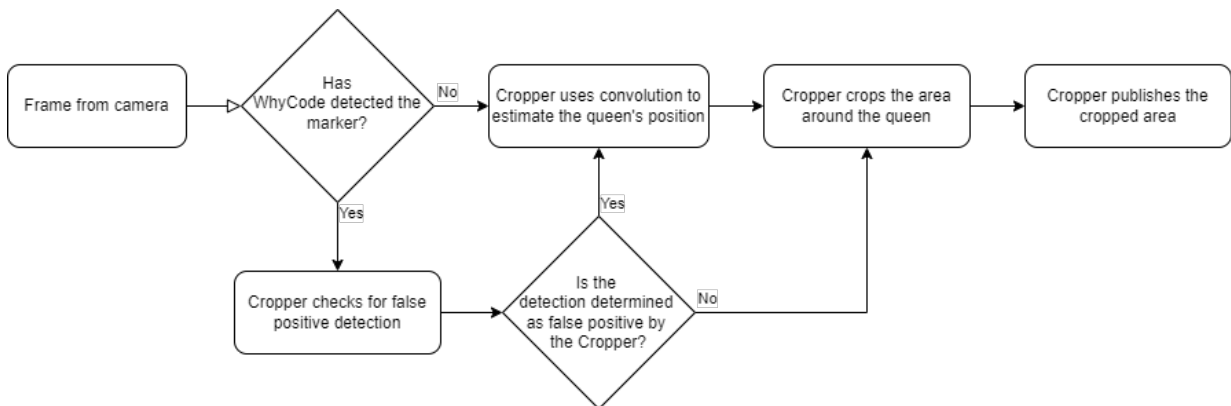 Frame from camera
Has
WhyCode detected the
marker?
No
Cropper uses convolution to
estimate the queen's position
Cropper crops the area
around the queen
Cropper publishes the
cropped area
Yes
Cropper checks for false
positive detection
Yes
Is the
detection determined
as false positive by
the Cropper?
No